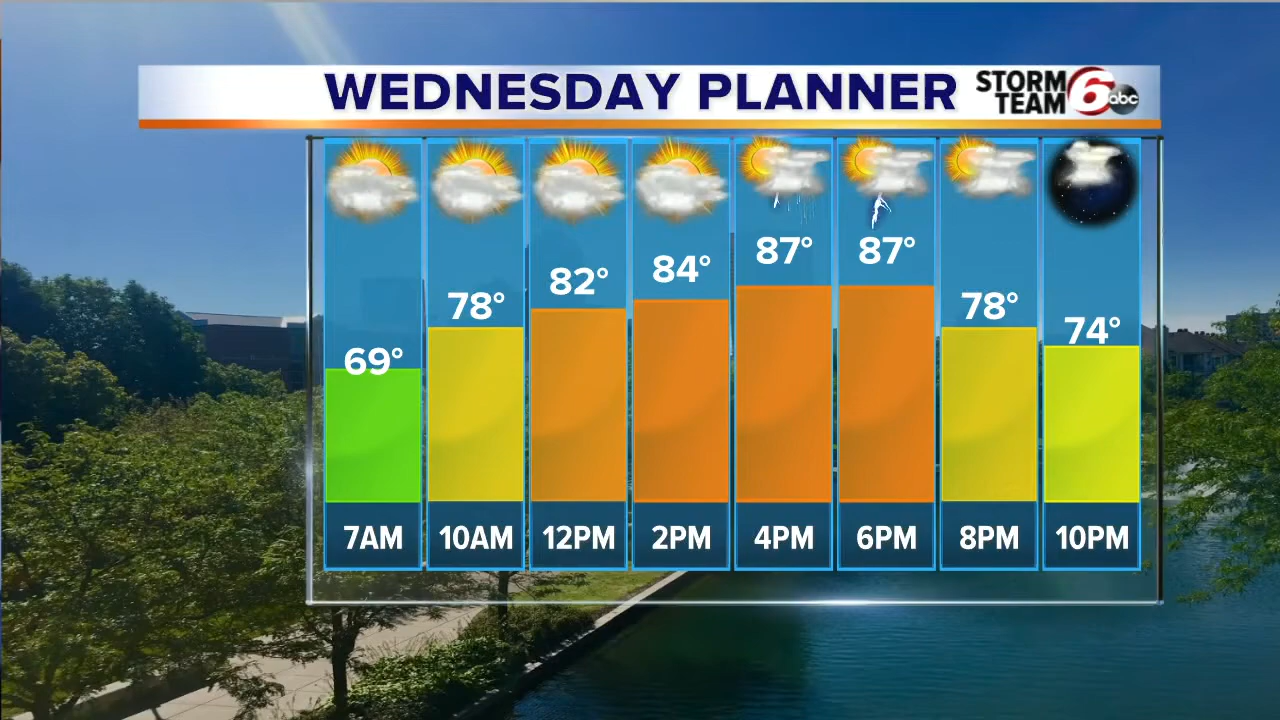 WEDNESDAY PLANNER
STORM TEAM 6 abc
69° 78° 82° 84° 87° 87° 78° 74°
7AM 10AM 12PM 2PM 4PM 6PM 8PM 10PM